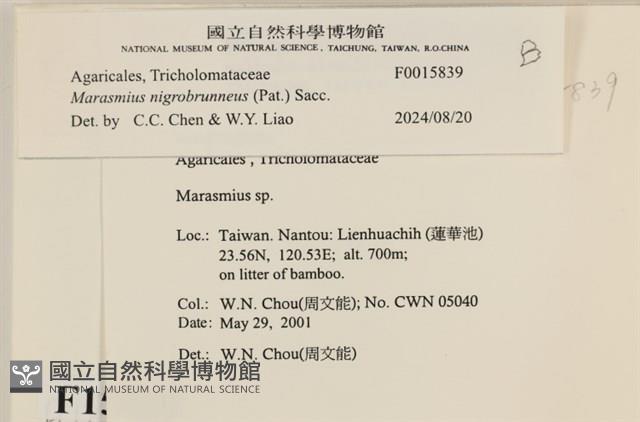 國立自然科學博物館
NATIONAL MUSEUM OF NATURAL SCIENCE, TAICHUNG, TAIWAN, R.O.CHINA
B
Agaricales, Tricholomataceae F0015839
Marasmius nigrobrunneus (Pat.) Sacc.
Det. by C.C. Chen & W.Y. Liao 2024/08/20
839
Agaricales, Tricholomataceae
Marasmius sp.
Loc.: Taiwan. Nantou: Lienhuachih (蓮華池)
23.56N, 120.53E; alt. 700m;
on litter of bamboo.
Col.: W.N. Chou(周文能); No. CWN 05040
Date: May 29, 2001
Det.: W.N. Chou(周文能)
國立自然科學博物館
NATIONAL MUSEUM OF NATURAL SCIENCE
F15